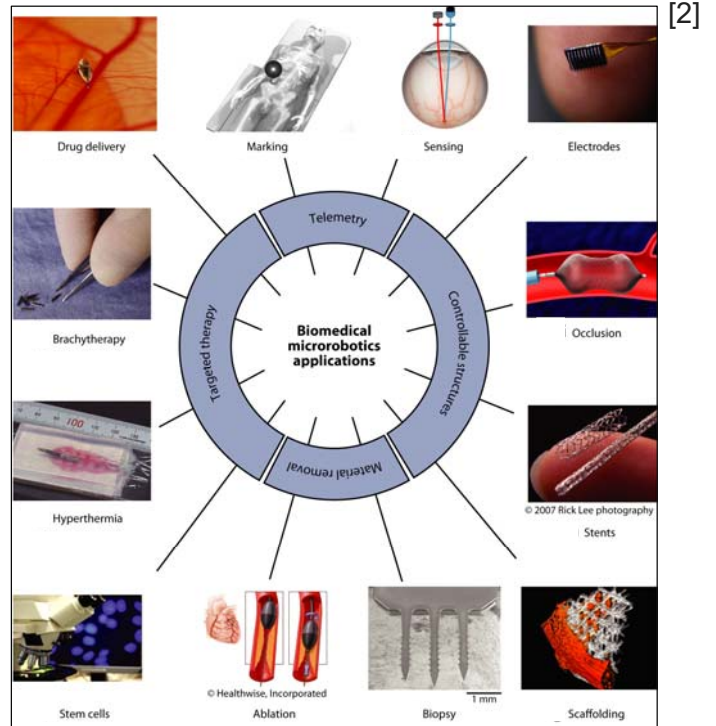 [2]
Drug delivery
Marking
Sensing
Electrodes
Telemetry
Brachytherapy
Targeted therapy
Biomedical
microrobotics
applications
Controllable structures
Occlusion
100
Hyperthermia
Material removal
© 2007 Rick Lee photography
Stents
Stem cells
© Healthwise, Incorporated
Ablation
Biopsy
1 mm
Scaffolding